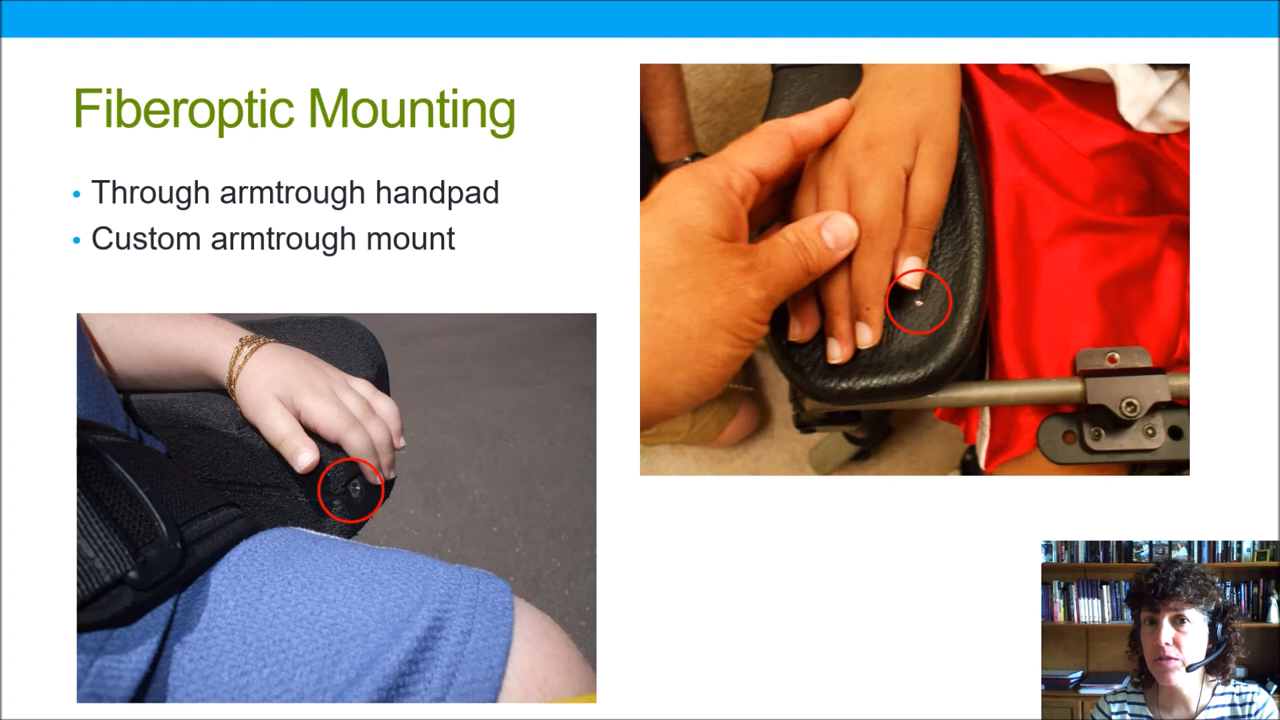 Fiberoptic Mounting
• Through armtrough handpad
• Custom armtrough mount